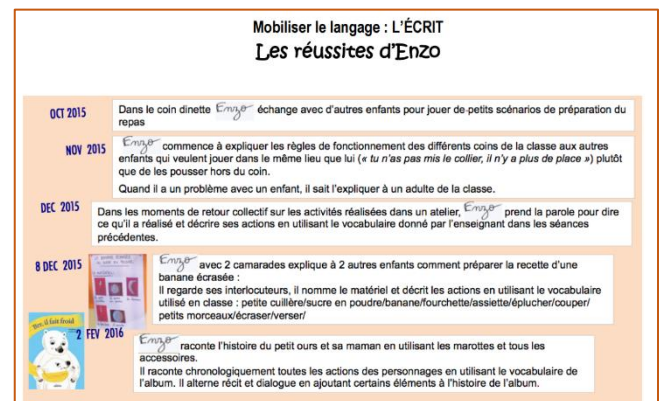 Mobiliser le langage : L'ÉCRIT
Les réussites d'Enzo
OCT 2015
Dans le coin dinette Enzo échange avec d'autres enfants pour jouer de-petits scénarios de préparation du
repas
NOV 2015
Enzo commence à expliquer les règles de fonctionnement des différents coins de la classe aux autres
enfants qui veulent jouer dans le même lieu que lui (« tu n'as pas mis le collier, il n'y a plus de place ») plutôt
que de les pousser hors du coin.
Quand il a un problème avec un enfant, il sait l'expliquer à un adulte de la classe.
DEC 2015
Dans les moments de retour collectif sur les activités réalisées dans un atelier, Enzo prend la parole pour dire
ce qu'il a réalisé et décrire ses actions en utilisant le vocabulaire donné par l'enseignant dans les séances
précédentes.
8 DEC 2015
Enzo avec 2 camarades explique à 2 autres enfants comment préparer la recette d'une
banane écrasée :
Il regarde ses interlocuteurs, il nomme le matériel et décrit les actions en utilisant le vocabulaire
utilisé en classe : petite cuillère/sucre en poudre/banane/fourchette/assiette/éplucher/couper/
petits morceaux/écraser/verser/
2 FEV 2016
Brr, il fait froid
Enzo raconte l'histoire du petit ours et sa maman en utilisant les marottes et tous les
accessoires.
Il raconte chronologiquement toutes les actions des personnages en utilisant le vocabulaire de
l'album. Il alterne récit et dialogue en ajoutant certains éléments à l'histoire de l'album.